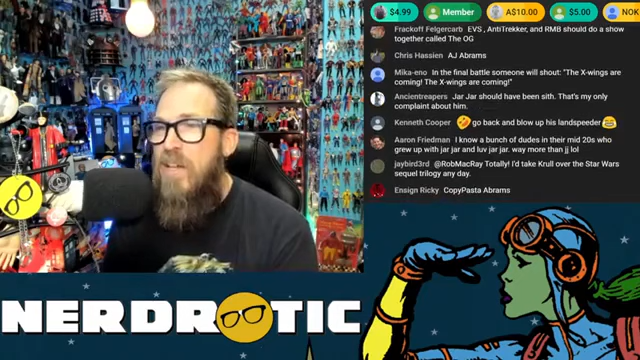 $4.99
Member
A$10.00
$5.00
NOK
Frackoff Felgercarb EVS , AntiTrekker, and RMB should do a show
together called The OG
Chris Hassien AJ Abrams
Mika-eno In the final battle someone will shout: "The X-wings are
coming! The X-wings are coming!"
Ancientreapers Jar Jar should have been sith. That's my only
complaint about him.
Kenneth Cooper go back and blow up his landspeeder
Aaron Friedman I know a bunch of dudes in their mid 20s who
grew up with jar jar and luv jar jar. way more than jj lol
jaybird3rd @RobMacRay Totally! I'd take Krull over the Star Wars
sequel trilogy any day.
Ensign Ricky CopyPasta Abrams
NERDROTIC